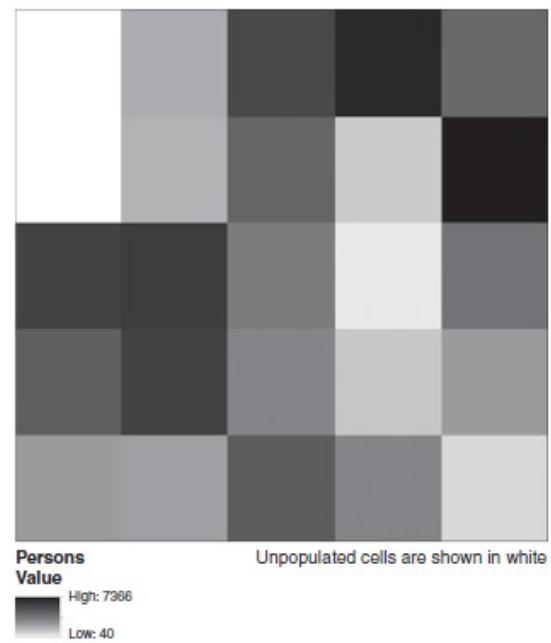 Persons
Value
Unpopulated cells are shown in white
High: 7366
Low: 40